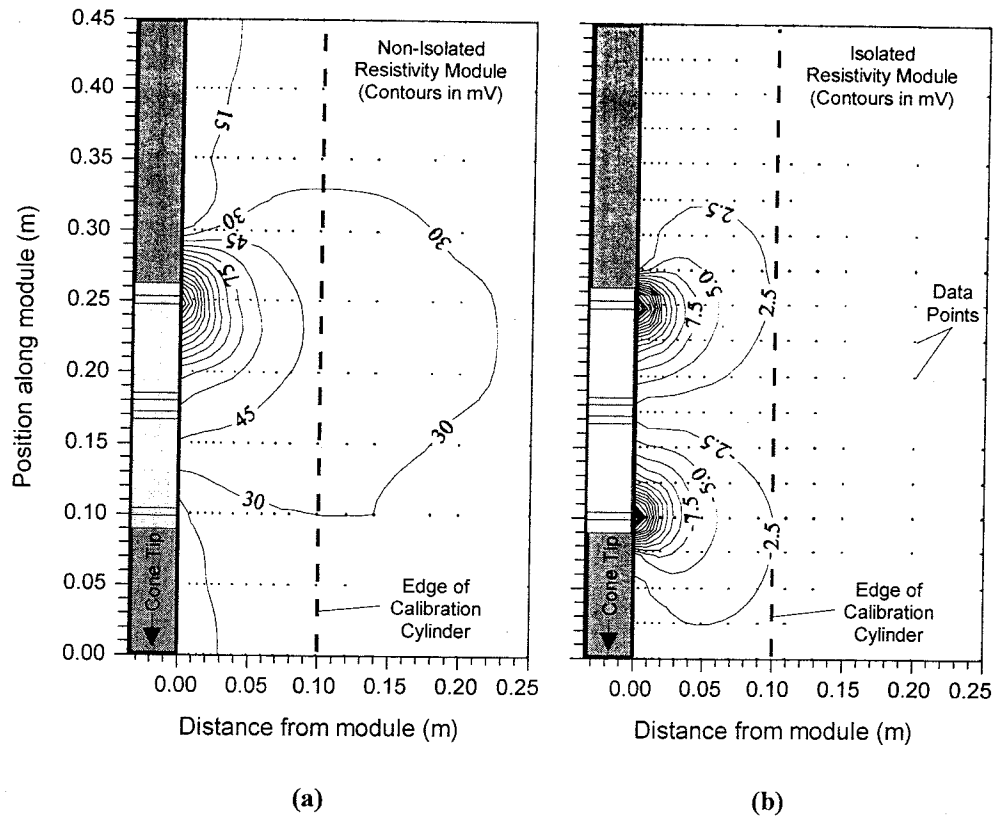 0.45
0.40
0.35
0.30
0.25
0.20
0.15
0.10
0.05
0.00
Position along module (m)
Non-Isolated
Resistivity Module
(Contours in mV)
15
30
45
75
30
45
30
30
Cone Tip
Edge of
Calibration
Cylinder
0.00 0.05 0.10 0.15 0.20 0.25
Distance from module (m)
(a)
Isolated
Resistivity Module
(Contours in mV)
2.5
5.0
7.5
2.5
Data
Points
-2.5
-5.0
-7.5
-2.5
Cone Tip
Edge of
Calibration
Cylinder
0.00 0.05 0.10 0.15 0.20 0.25
Distance from module (m)
(b)